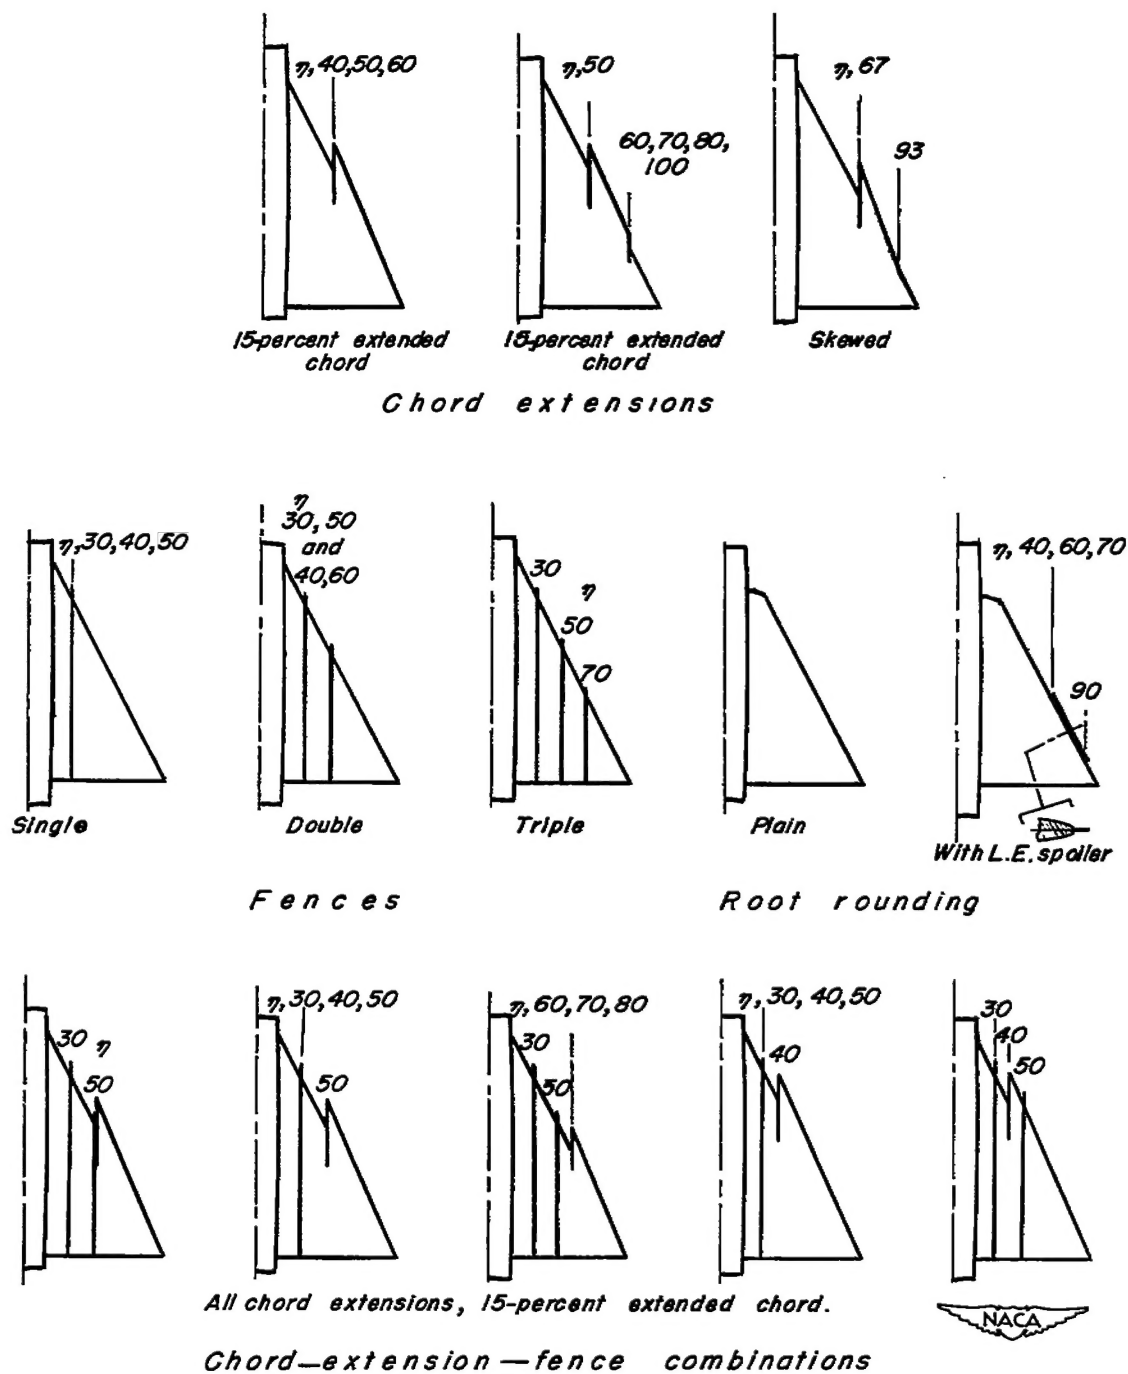 η,40,50,60
η,50
60,70,80,
100
η,67
93
15-percent extended
chord
15-percent extended
chord
Skewed
Chord extensions
η,30,40,50
η
30,50
and
40,60
30
η
50
70
η,40,60,70
90
Single
Double
Triple
Plain
With L.E. spoiler
Fences
Root rounding
30 η
50
η,30,40,50
50
η,60,70,80
30
50
η,30,40,50
40
30
40
50
All chord extensions, 15-percent extended chord.
NACA
Chord—extension—fence combinations